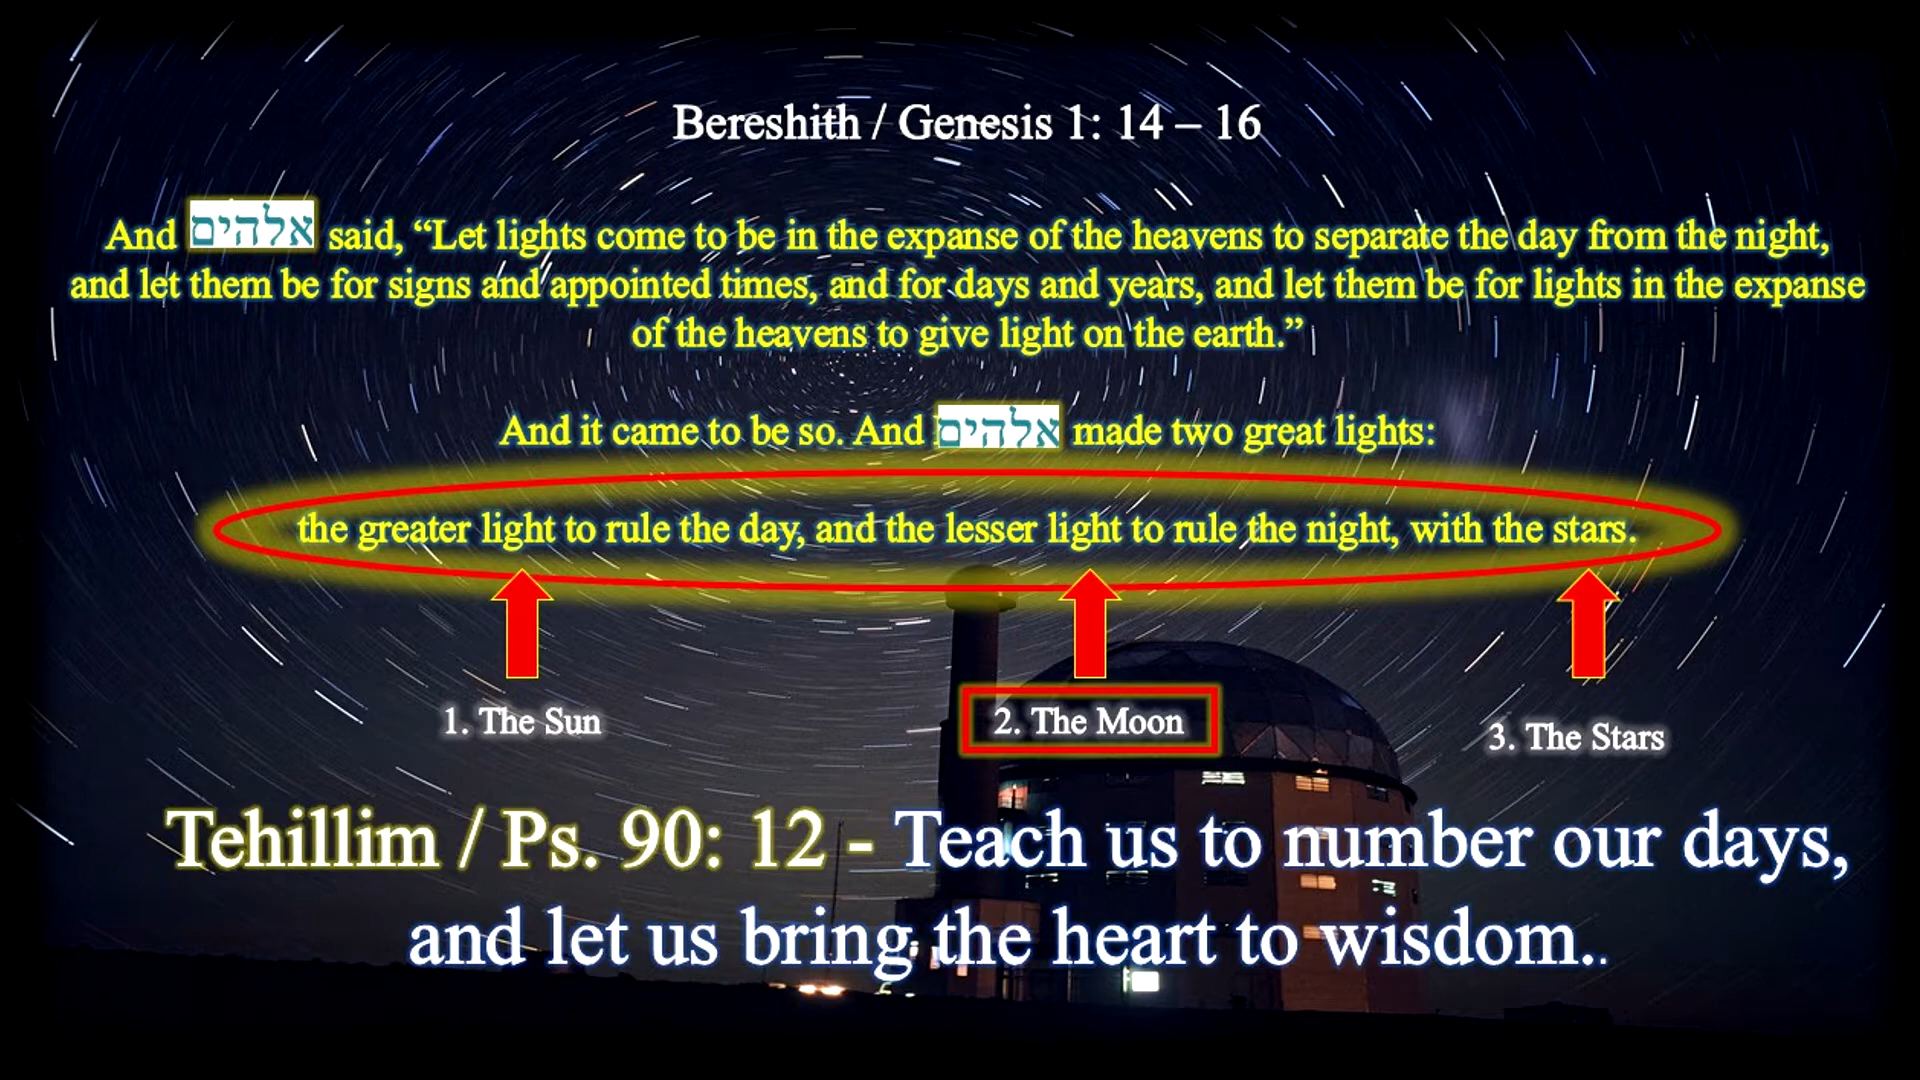 Bereshith / Genesis 1: 14 – 16
And אלהים said, “Let lights come to be in the expanse of the heavens to separate the day from the night,
and let them be for signs and appointed times, and for days and years, and let them be for lights in the expanse
of the heavens to give light on the earth.”
And it came to be so. And אלהים made two great lights:
the greater light to rule the day, and the lesser light to rule the night, with the stars.
1. The Sun
2. The Moon
3. The Stars
Tehillim / Ps. 90: 12 - Teach us to number our days,
and let us bring the heart to wisdom..